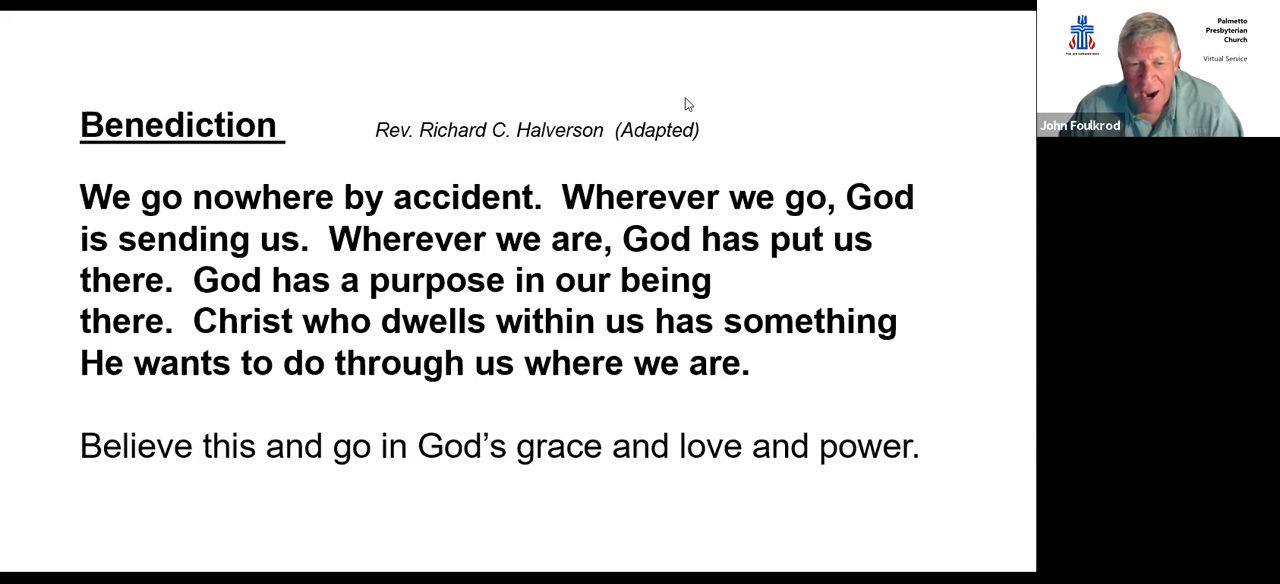 Benediction Rev. Richard C. Halverson (Adapted)
We go nowhere by accident. Wherever we go, God
is sending us. Wherever we are, God has put us
there. God has a purpose in our being
there. Christ who dwells within us has something
He wants to do through us where we are.
Believe this and go in God’s grace and love and power.
Palmetto
Presbyterian
Church
Virtual Service
John Foulkrod